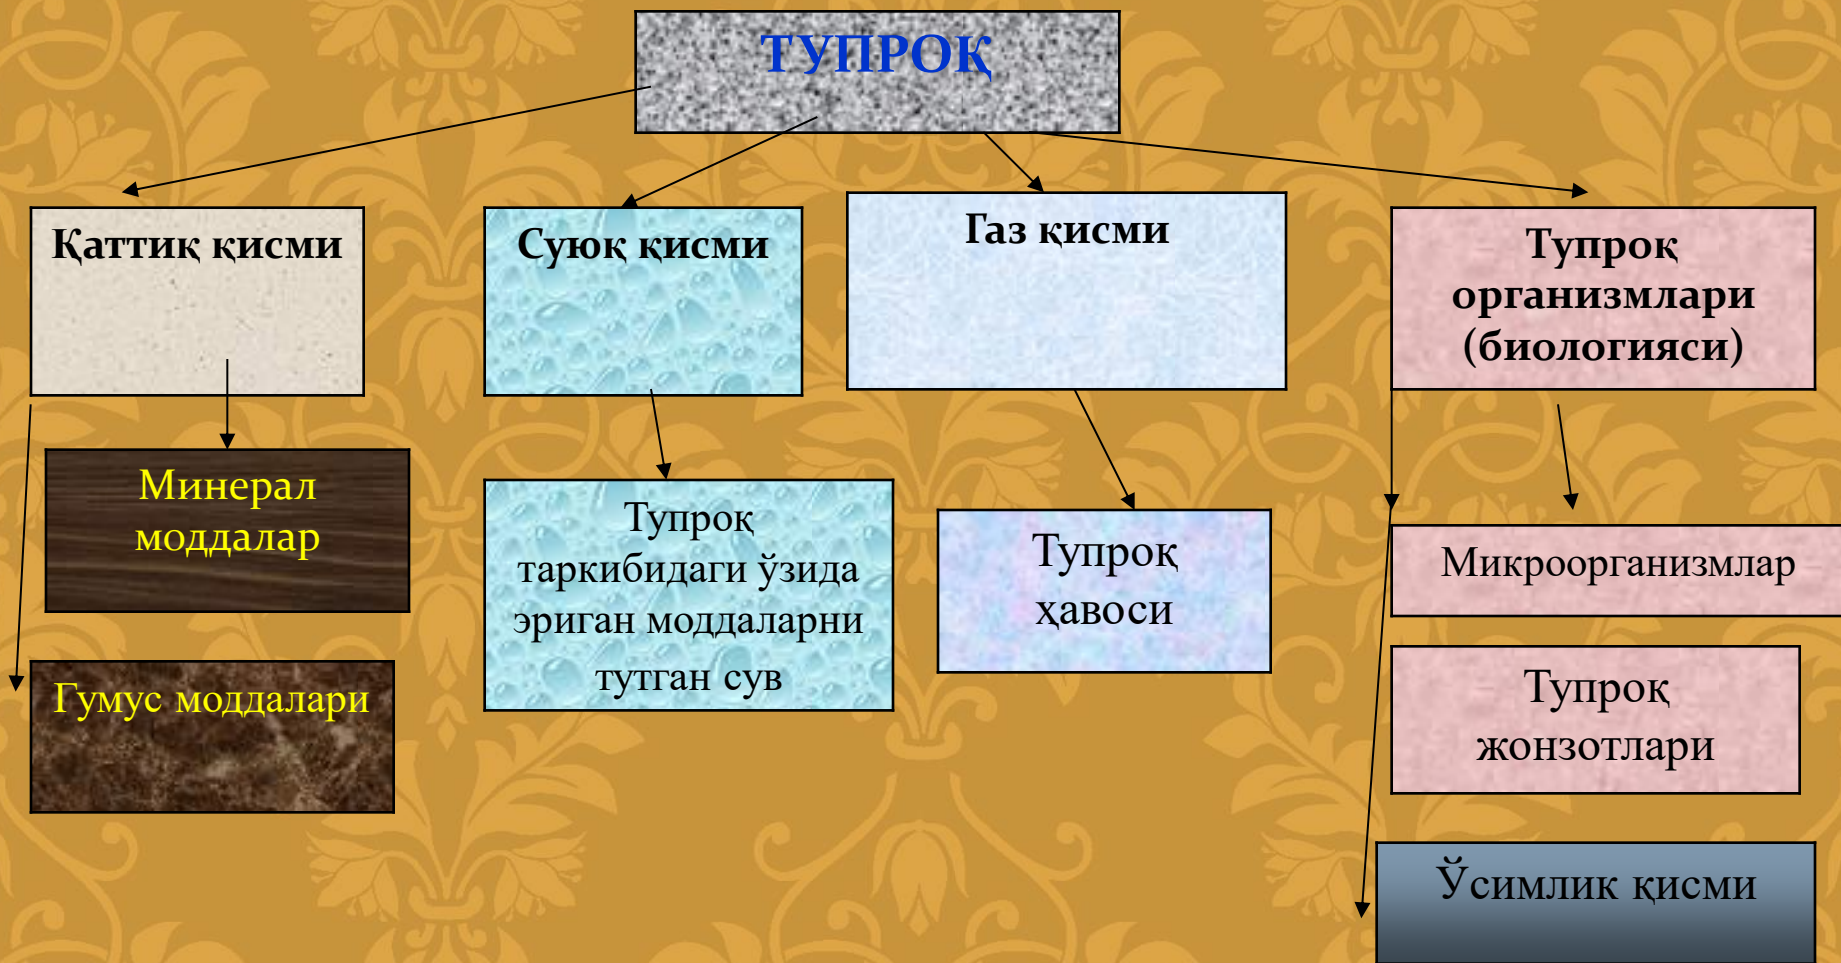 ТУПРОҚ
Қаттиқ қисми
Суюқ қисми
Газ қисми
Тупроқ
организмлари
(биологияси)
Минерал
моддалар
Гумус моддалари
Тупроқ
таркибидаги ўзида
эриган моддаларни
тутган сув
Тупроқ
ҳавоси
Микроорганизмлар
Тупроқ
жонзотлари
Ўсимлик қисми